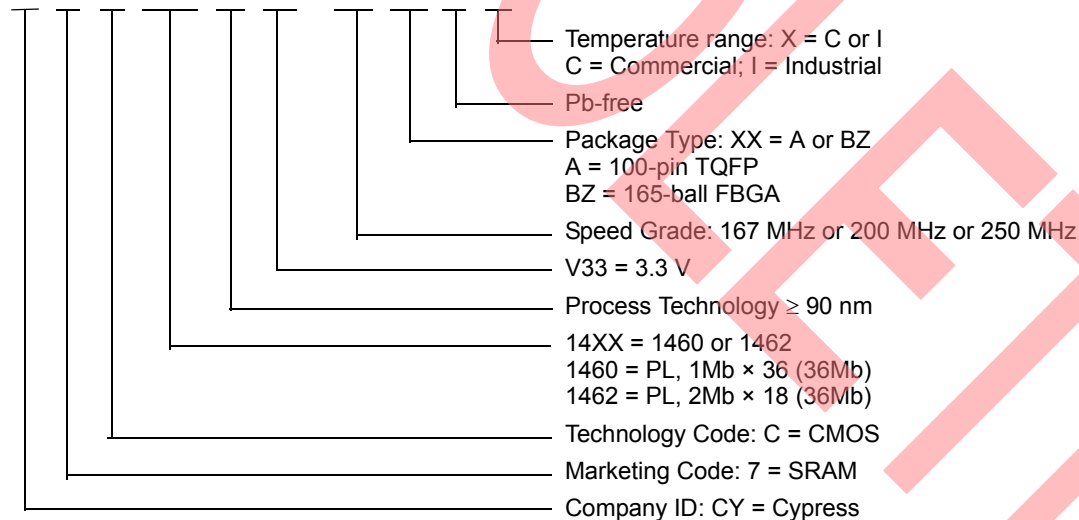 Temperature range: X = C or I
C = Commercial; I = Industrial
Pb-free
Package Type: XX = A or BZ
A = 100-pin TQFP
BZ = 165-ball FBGA
Speed Grade: 167 MHz or 200 MHz or 250 MHz
V33 = 3.3 V
Process Technology ≥ 90 nm
14XX = 1460 or 1462
1460 = PL, 1Mb × 36 (36Mb)
1462 = PL, 2Mb × 18 (36Mb)
Technology Code: C = CMOS
Marketing Code: 7 = SRAM
Company ID: CY = Cypress